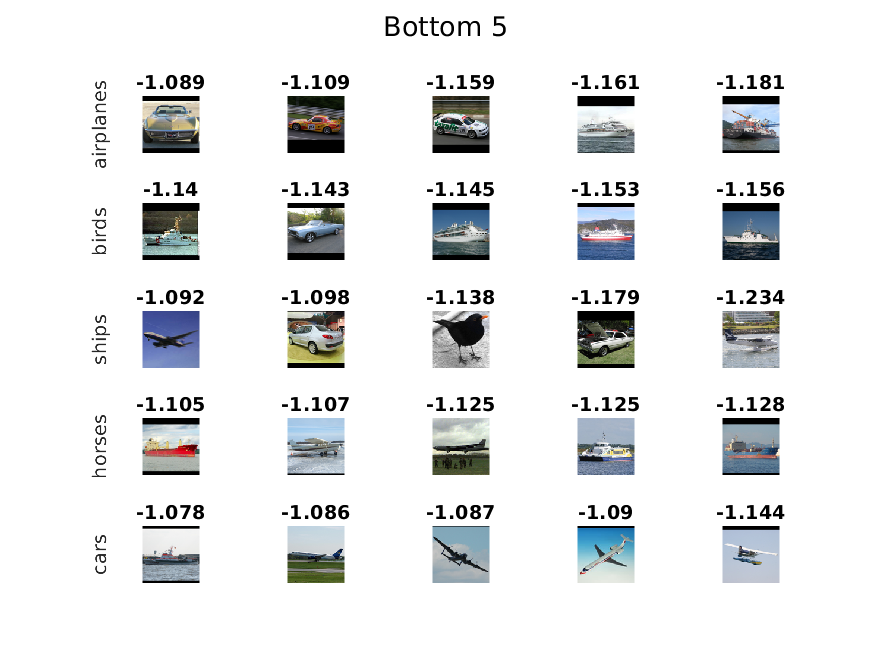 Bottom 5
airplanes
-1.089 -1.109 -1.159 -1.161 -1.181
birds
-1.14 -1.143 -1.145 -1.153 -1.156
ships
-1.092 -1.098 -1.138 -1.179 -1.234
horses
-1.105 -1.107 -1.125 -1.125 -1.128
cars
-1.078 -1.086 -1.087 -1.09 -1.144